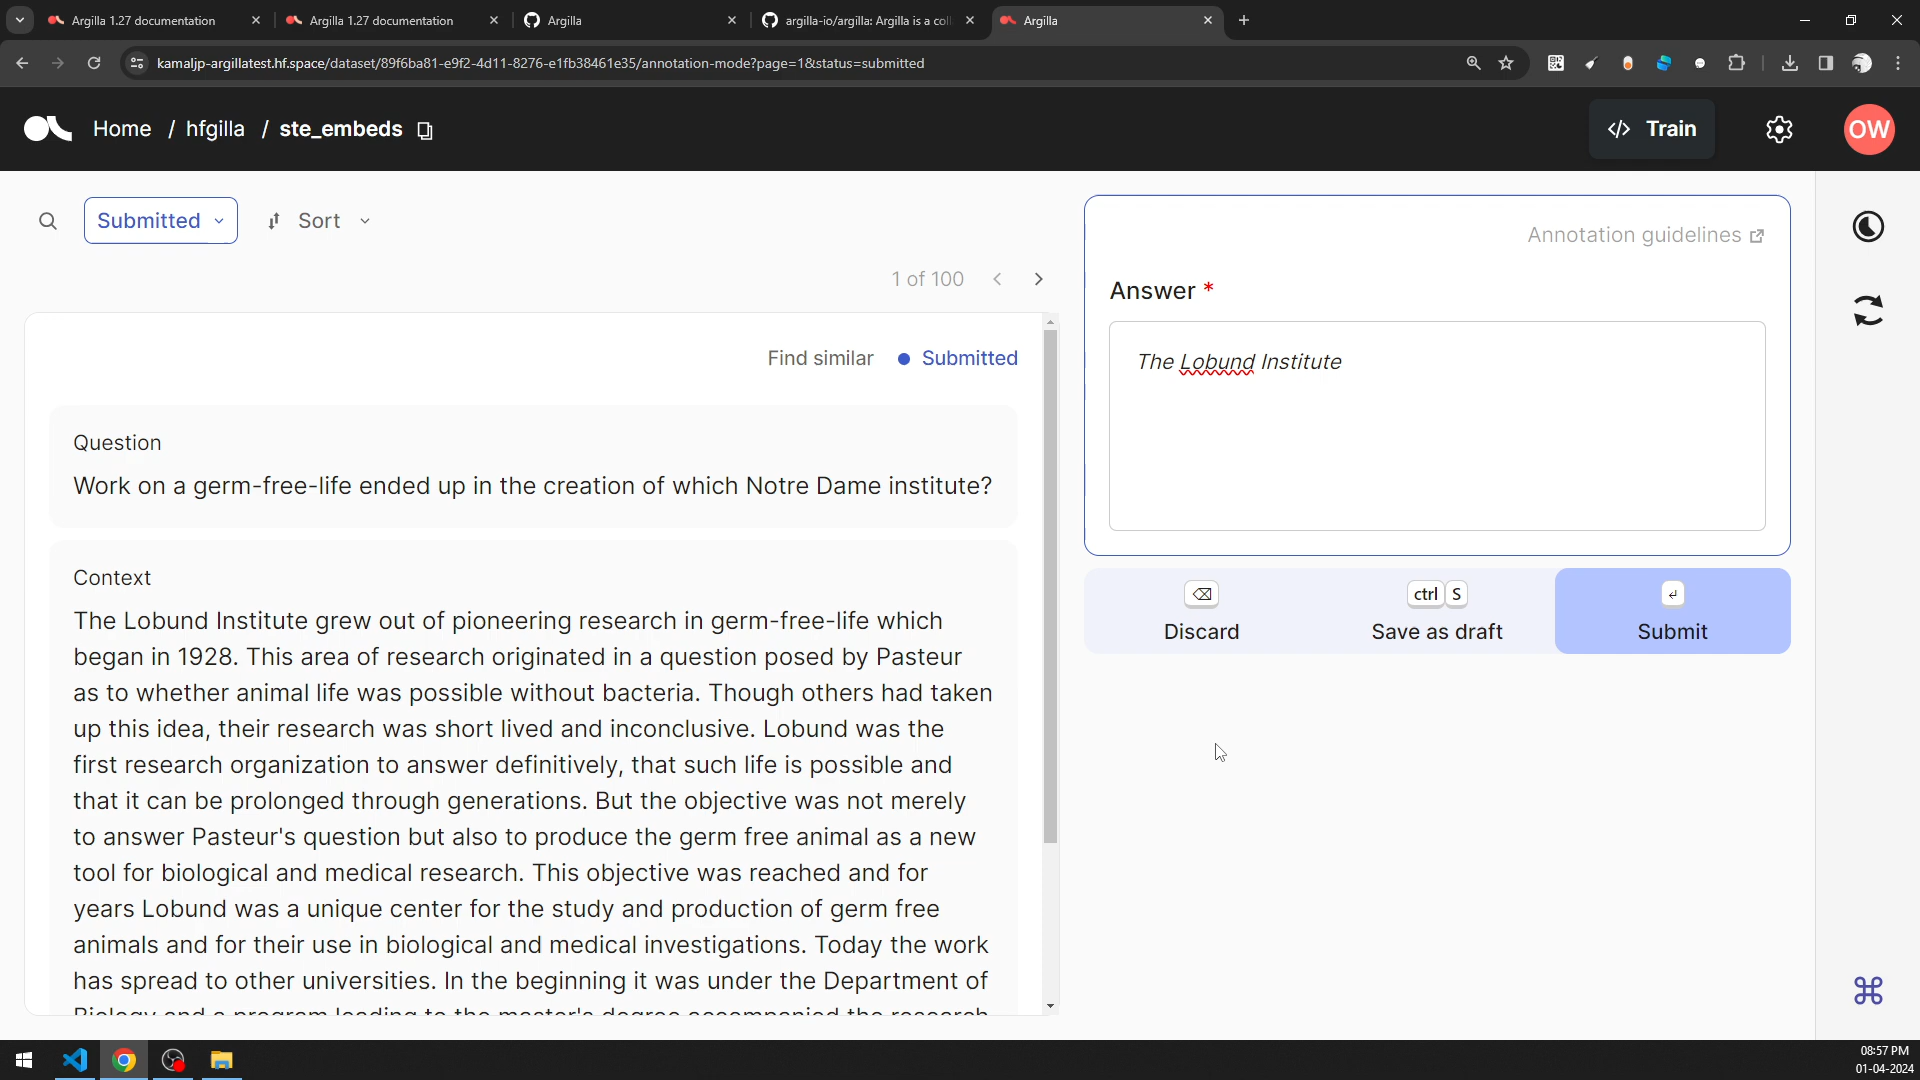 Argilla 1.27 documentation
Argilla 1.27 documentation
Argilla
argilla-io/argilla: Argilla is a col
Argilla
kamaljp-argillatest.hf.space/dataset/89f6ba81-e9f2-4d11-8276-e1fb38461e35/annotation-mode?page=1&status=submitted
Home / hfgilla / ste_embeds
Train
OW
Submitted
Sort
1 of 100
Find similar
Submitted
Question
Work on a germ-free-life ended up in the creation of which Notre Dame institute?
Context
The Lobund Institute grew out of pioneering research in germ-free-life which
began in 1928. This area of research originated in a question posed by Pasteur
as to whether animal life was possible without bacteria. Though others had taken
up this idea, their research was short lived and inconclusive. Lobund was the
first research organization to answer definitively, that such life is possible and
that it can be prolonged through generations. But the objective was not merely
to answer Pasteur's question but also to produce the germ free animal as a new
tool for biological and medical research. This objective was reached and for
years Lobund was a unique center for the study and production of germ free
animals and for their use in biological and medical investigations. Today the work
has spread to other universities. In the beginning it was under the Department of
Biology and a program leading to the master's degree accompanied the research
Annotation guidelines
Answer *
The Lobund Institute
Discard
ctrl S
Save as draft
Submit
08:57 PM
01-04-2024